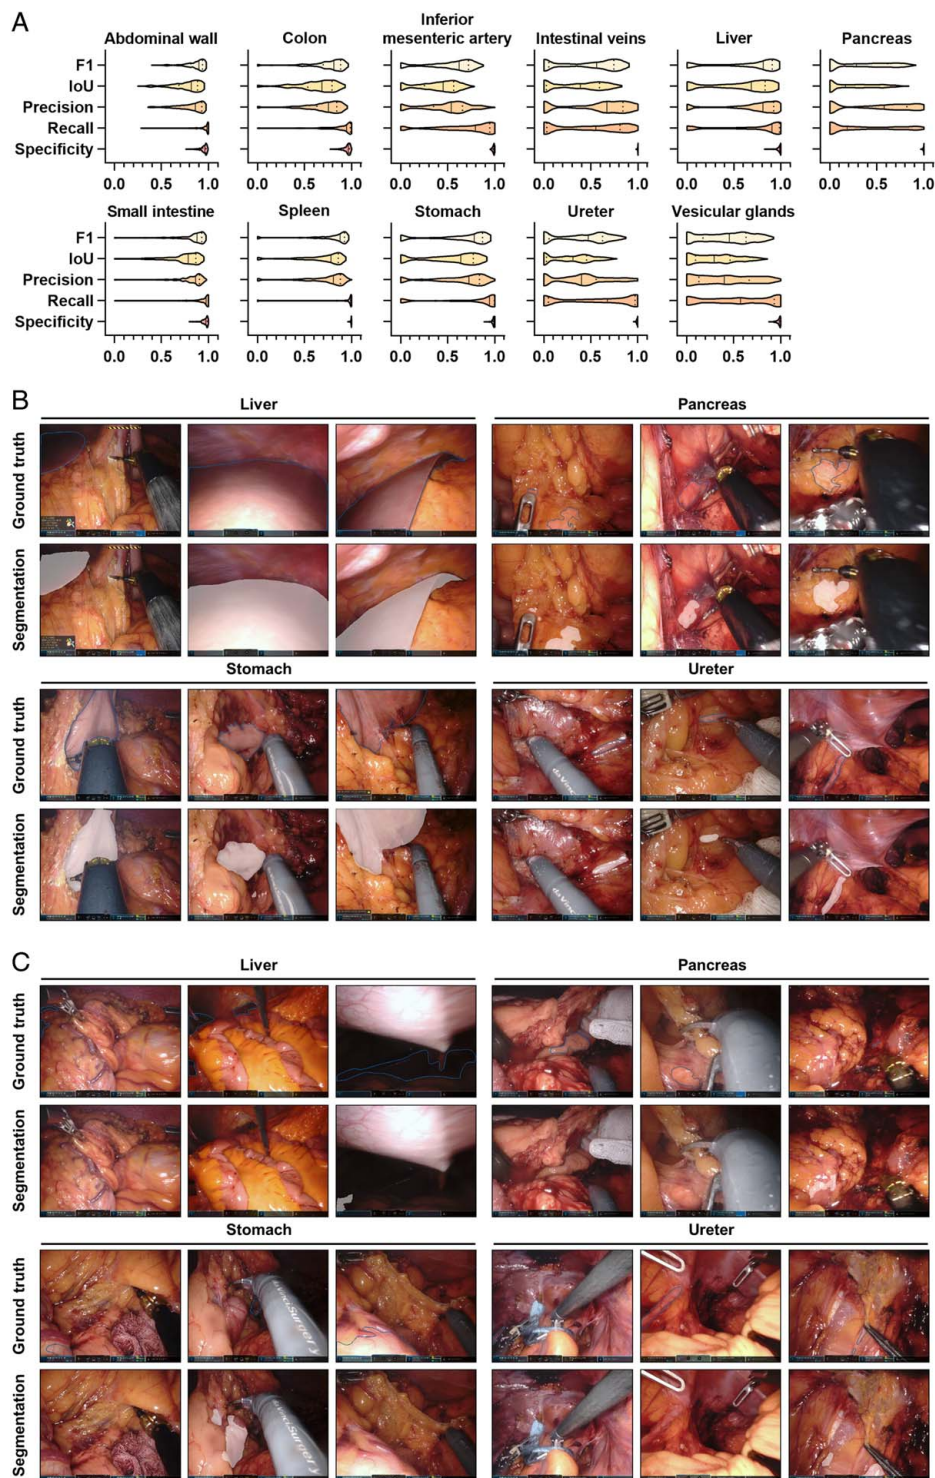 A
Abdominal wall
Colon
Inferior
mesenteric artery
Intestinal veins
Liver
Pancreas
F1
IoU
Precision
Recall
Specificity
0.0 0.5 1.0 0.0 0.5 1.0 0.0 0.5 1.0 0.0 0.5 1.0 0.0 0.5 1.0 0.0 0.5 1.0
Small intestine
Spleen
Stomach
Ureter
Vesicular glands
F1
IoU
Precision
Recall
Specificity
0.0 0.5 1.0 0.0 0.5 1.0 0.0 0.5 1.0 0.0 0.5 1.0 0.0 0.5 1.0
B
Liver
Pancreas
Ground truth
Segmentation
Stomach
Ureter
Ground truth
daVinci
Segmentation
daVinci
C
Liver
Pancreas
Ground truth
Segmentation
Stomach
Ureter
Ground truth
Surgery
Segmentation
Surgery